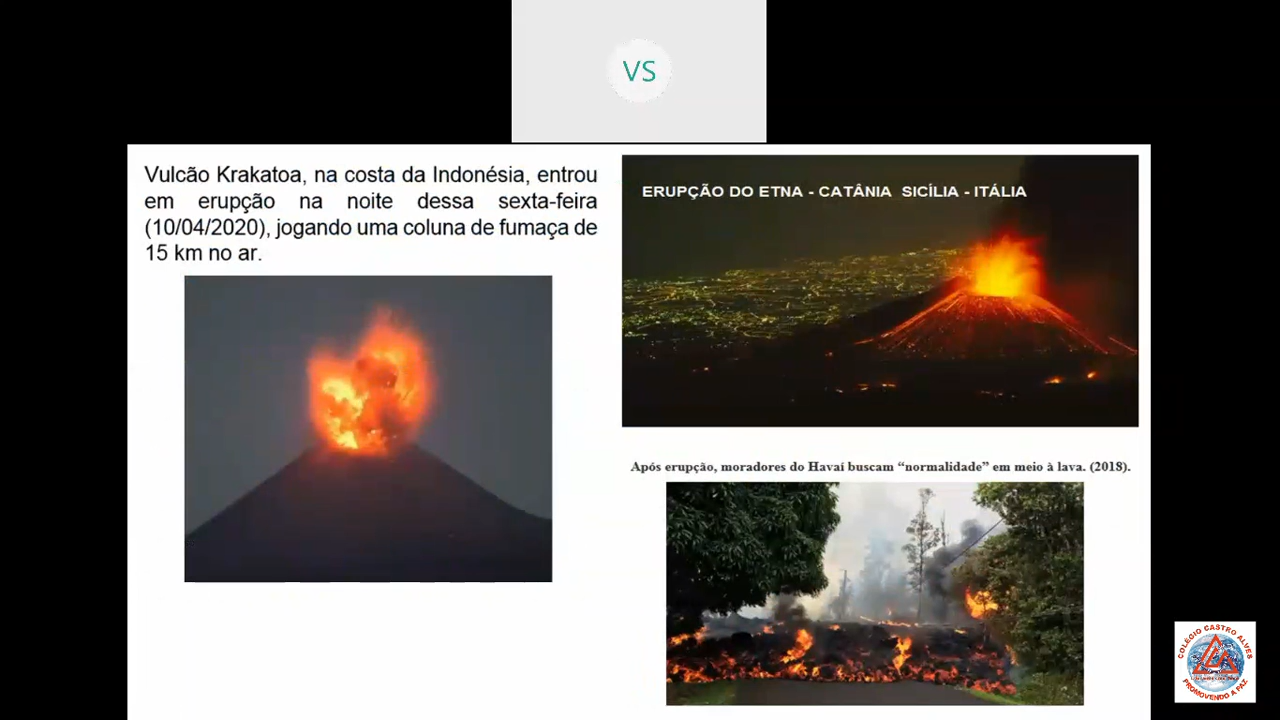 VS
Vulcão Krakatoa, na costa da Indonésia, entrou
em erupção na noite dessa sexta-feira
(10/04/2020), jogando uma coluna de fumaça de
15 km no ar.
ERUPÇÃO DO ETNA - CATÂNIA SICÍLIA - ITÁLIA
Após erupção, moradores do Havaí buscam “normalidade” em meio à lava. (2018).
COLÉGIO CASTRO ALVES
PROMOVENDO A PAZ